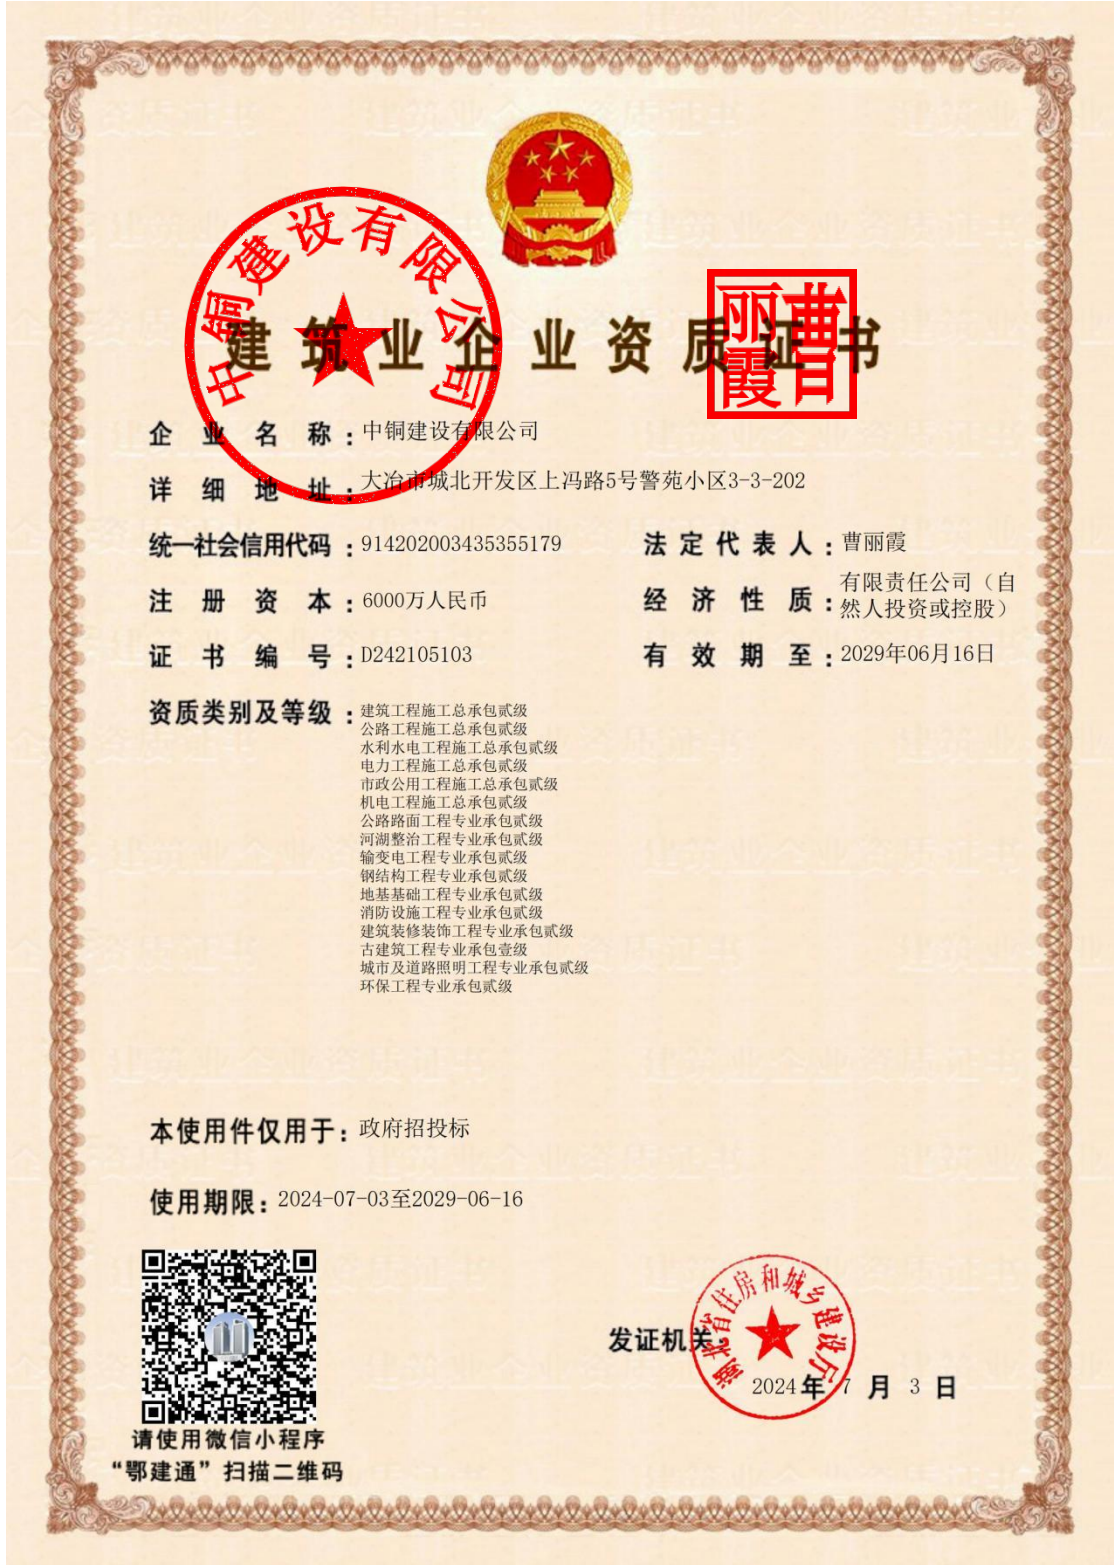 中铜建设有限公司
曹丽霞
建筑业企业资质证书
企业名称：中铜建设有限公司
详细地址：大冶市城北开发区上冯路5号警苑小区3-3-202
统一社会信用代码：914202003435355179
法定代表人：曹丽霞
注册资本：6000万人民币
经济性质：有限责任公司（自
然人投资或控股）
证书编号：D242105103
有效期至：2029年06月16日
资质类别及等级：建筑工程施工总承包贰级
公路工程施工总承包贰级
水利水电工程施工总承包贰级
电力工程施工总承包贰级
市政公用工程施工总承包贰级
机电工程施工总承包贰级
公路路面工程专业承包贰级
河湖整治工程专业承包贰级
输变电工程专业承包贰级
钢结构工程专业承包贰级
地基基础工程专业承包贰级
消防设施工程专业承包贰级
建筑装修装饰工程专业承包贰级
古建筑工程专业承包壹级
城市及道路照明工程专业承包贰级
环保工程专业承包贰级
本使用件仅用于：政府招投标
使用期限：2024-07-03至2029-06-16
请使用微信小程序
“鄂建通”扫描二维码
发证机关：
湖北省住房和城乡建设厅
2024年7月3日